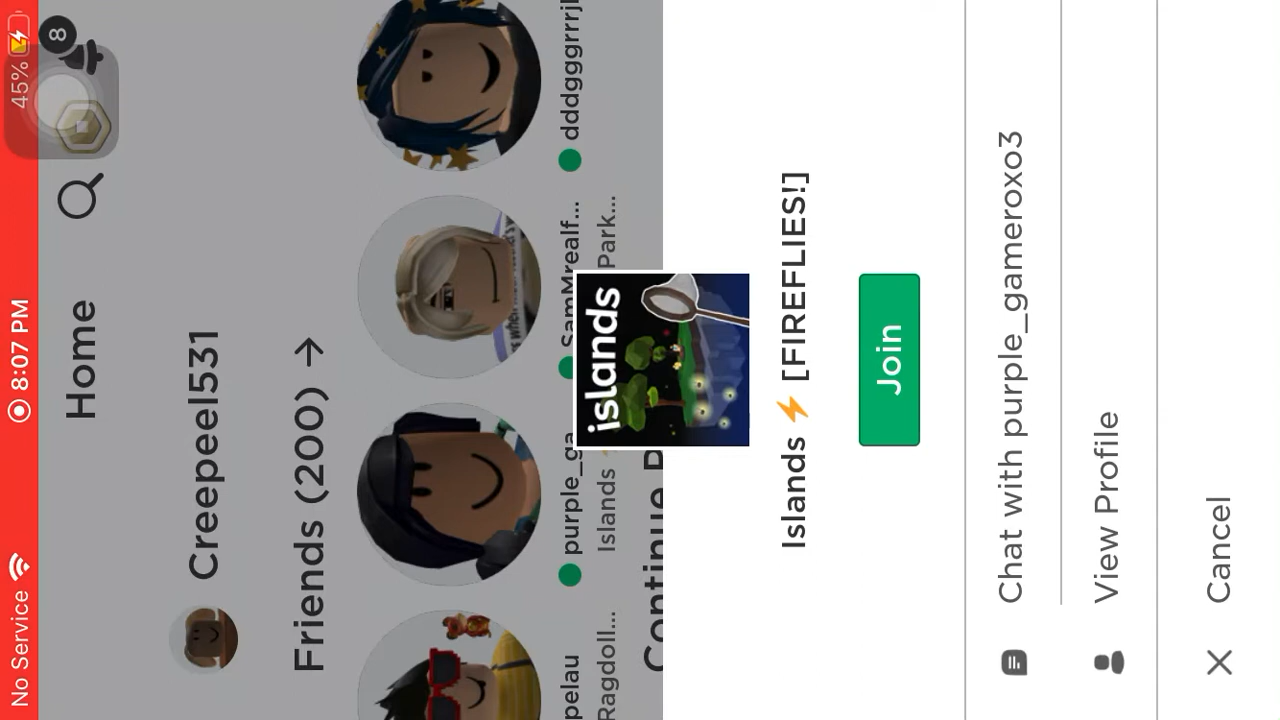 No Service 8:07 PM 45%
Home
8
Creepeel531
Friends (200) →
pelau
Ragdoll...
purple_ga
Islands
SamMrealf...
Park...
dddgggrrrj
islands
Islands ⚡ [FIREFLIES!]
Join
Chat with purple_gameroxo3
View Profile
Cancel